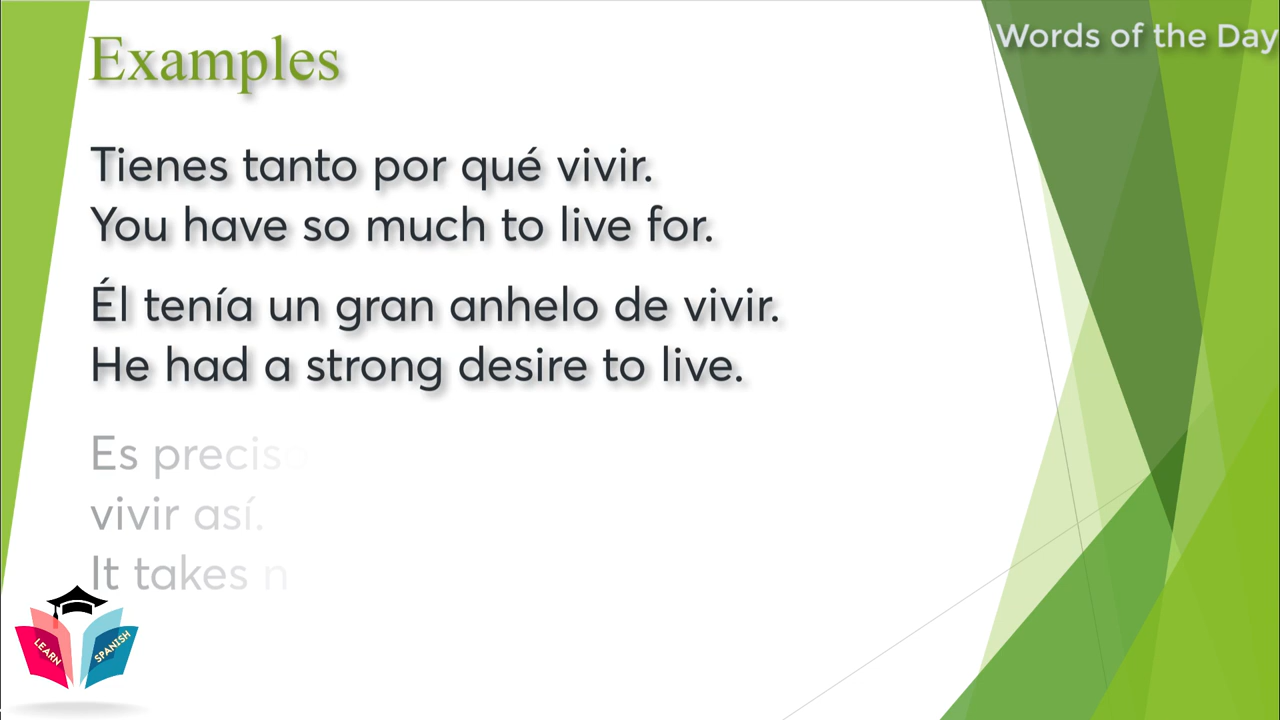 Examples
Words of the Day
Tienes tanto por qué vivir.
You have so much to live for.
Él tenía un gran anhelo de vivir.
He had a strong desire to live.
Es preciso
vivir así.
It takes
LEARN SPANISH